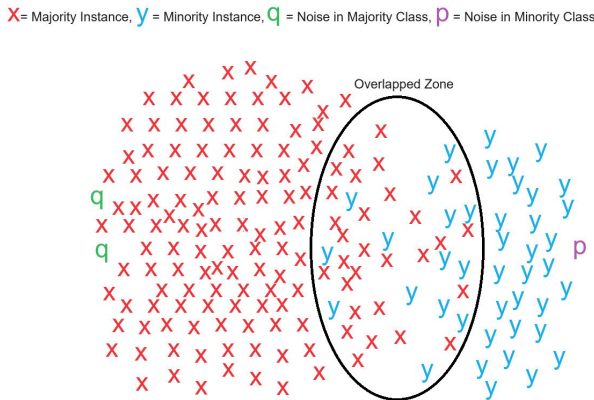 x= Majority Instance, y = Minority Instance, q = Noise in Majority Class, p = Noise in Minority Class
Overlapped Zone